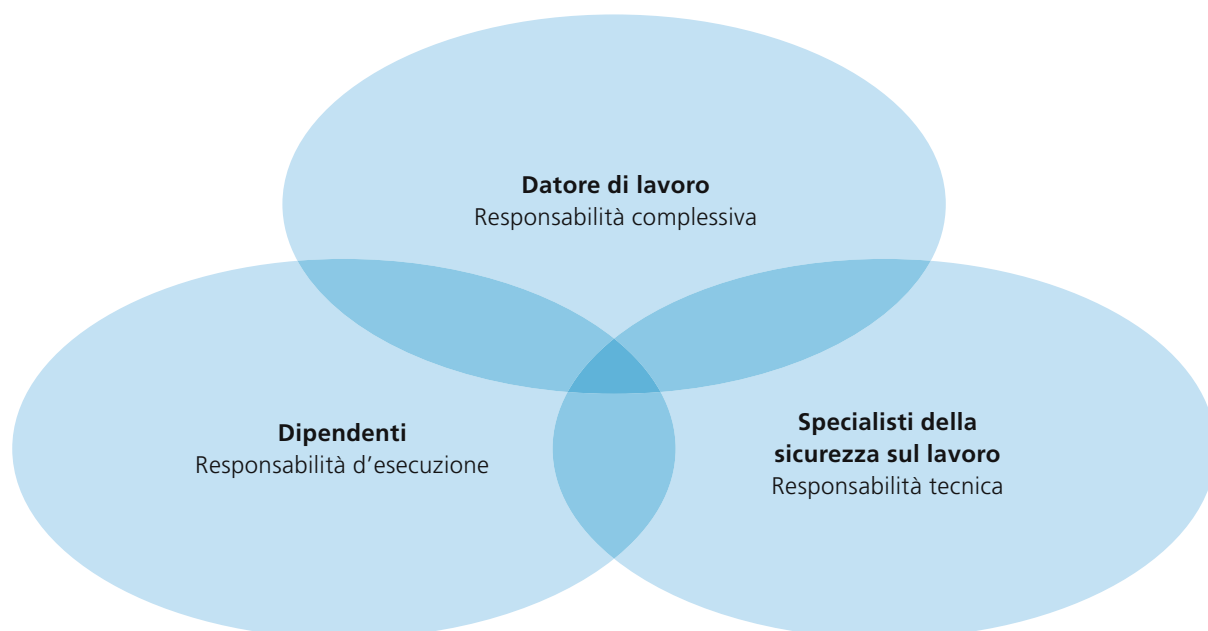 Datore di lavoro
Responsabilità complessiva
Dipendenti
Responsabilità d'esecuzione
Specialisti della
sicurezza sul lavoro
Responsabilità tecnica